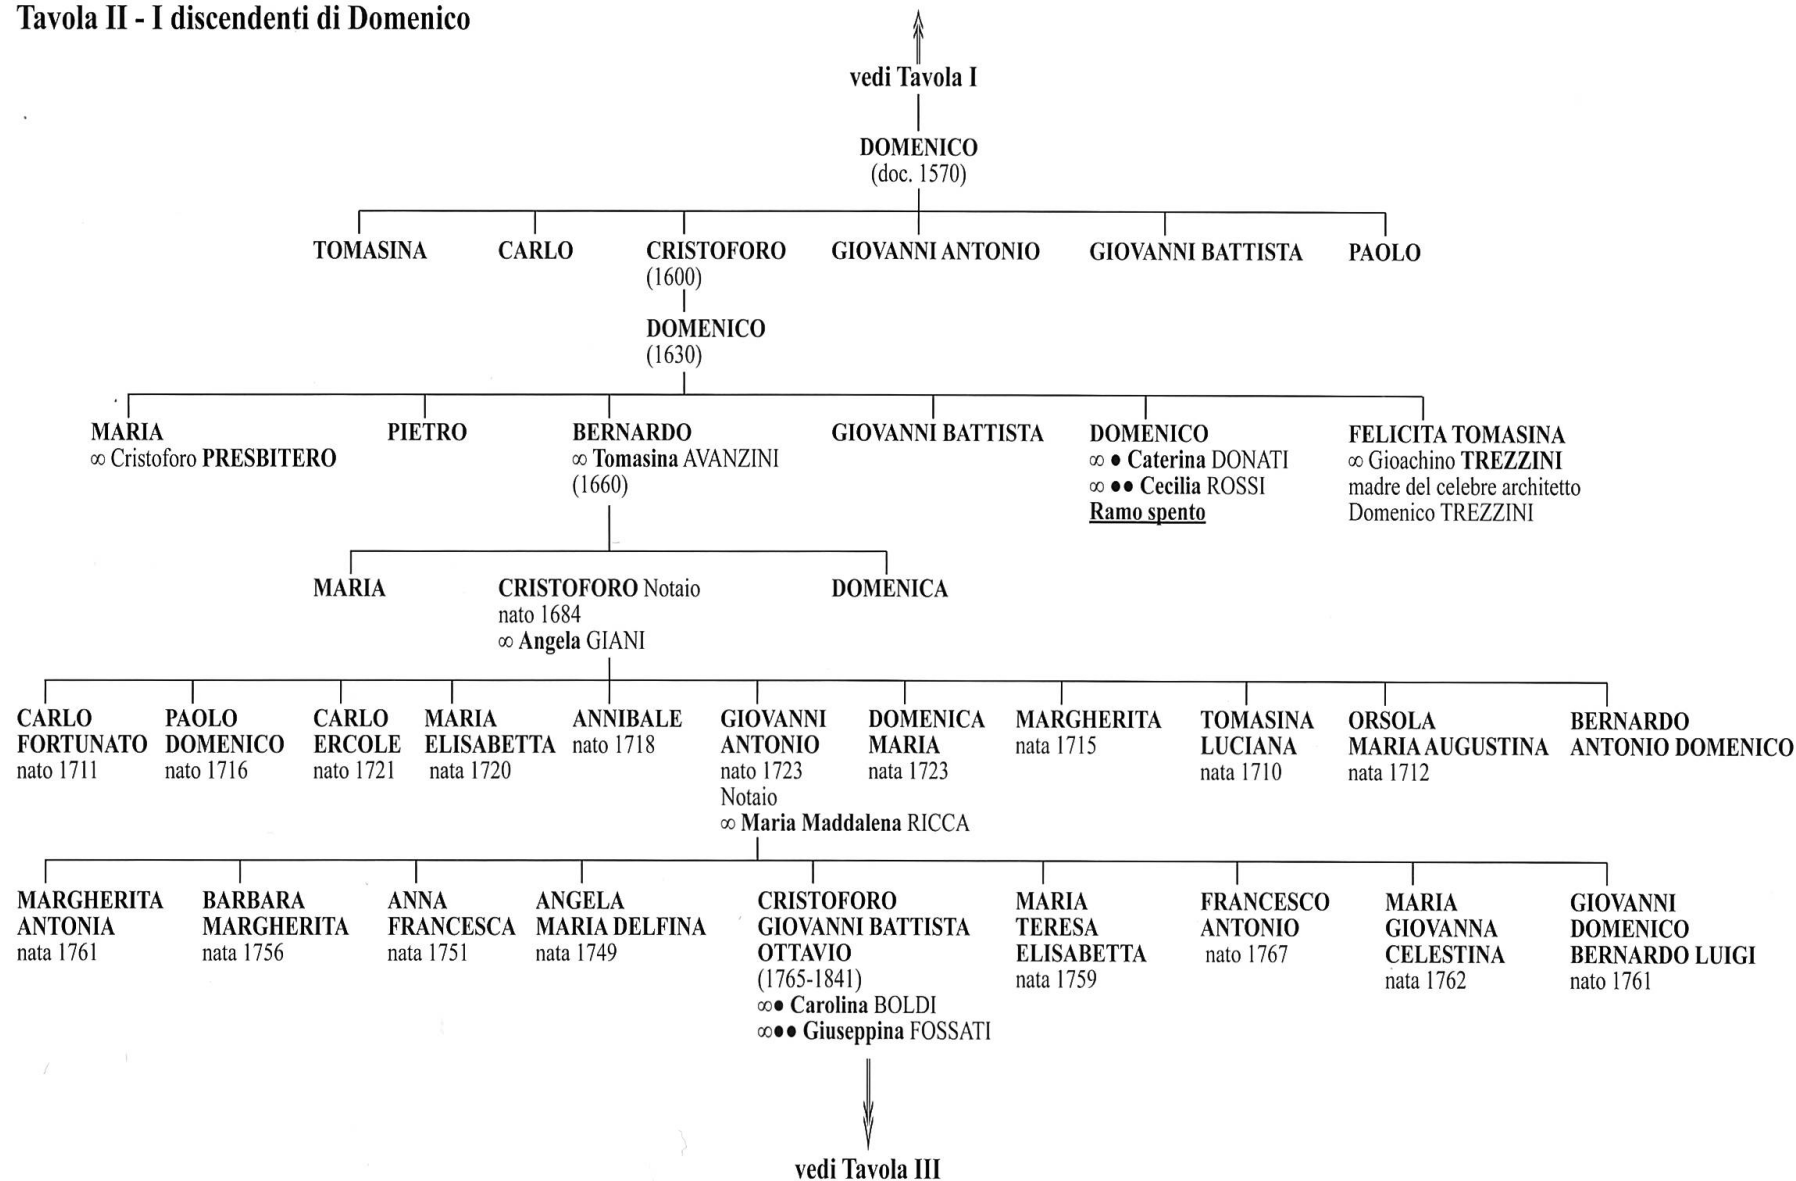 Tavola II - I discendenti di Domenico
vedi Tavola I
DOMENICO
(doc. 1570)
TOMASINA
CARLO
CRISTOFORO
(1600)
GIOVANNI ANTONIO
GIOVANNI BATTISTA
PAOLO
DOMENICO
(1630)
MARIA
∞ Cristoforo PRESBITERO
PIETRO
BERNARDO
∞ Tomasina AVANZINI
(1660)
GIOVANNI BATTISTA
DOMENICO
∞ ● Caterina DONATI
∞ ●● Cecilia ROSSI
Ramo spento
FELICITA TOMASINA
∞ Gioachino TREZZINI
madre del celebre architetto
Domenico TREZZINI
MARIA
CRISTOFORO Notaio
nato 1684
∞ Angela GIANI
DOMENICA
CARLO
FORTUNATO
nato 1711
PAOLO
DOMENICO
nato 1716
CARLO
ERCOLE
nato 1721
MARIA
ELISABETTA
nata 1720
ANNIBALE
nato 1718
GIOVANNI
ANTONIO
nato 1723
Notaio
∞ Maria Maddalena RICCA
DOMENICA
MARIA
nata 1723
MARGHERITA
nata 1715
TOMASINA
LUCIANA
nata 1710
ORSOLA
MARIA AUGUSTINA
nata 1712
BERNARDO
ANTONIO DOMENICO
MARGHERITA
ANTONIA
nata 1761
BARBARA
MARGHERITA
nata 1756
ANNA
FRANCESCA
nata 1751
ANGELA
MARIA DELFINA
nata 1749
CRISTOFORO
GIOVANNI BATTISTA
OTTAVIO
(1765-1841)
∞● Carolina BOLDI
∞●● Giuseppina FOSSATI
MARIA
TERESA
ELISABETTA
nata 1759
FRANCESCO
ANTONIO
nato 1767
MARIA
GIOVANNA
CELESTINA
nata 1762
GIOVANNI
DOMENICO
BERNARDO LUIGI
nato 1761
vedi Tavola III